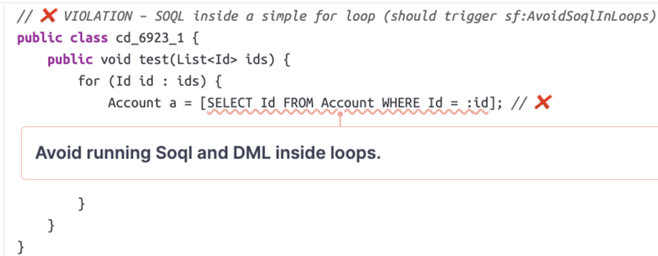 // ❌ VIOLATION – SOQL inside a simple for loop (should trigger sf:AvoidSoqlInLoops)
public class cd_6923_1 {
    public void test(List<Id> ids) {
        for (Id id : ids) {
            Account a = [SELECT Id FROM Account WHERE Id = :id]; // ❌
Avoid running Soql and DML inside loops.
        }
    }
}